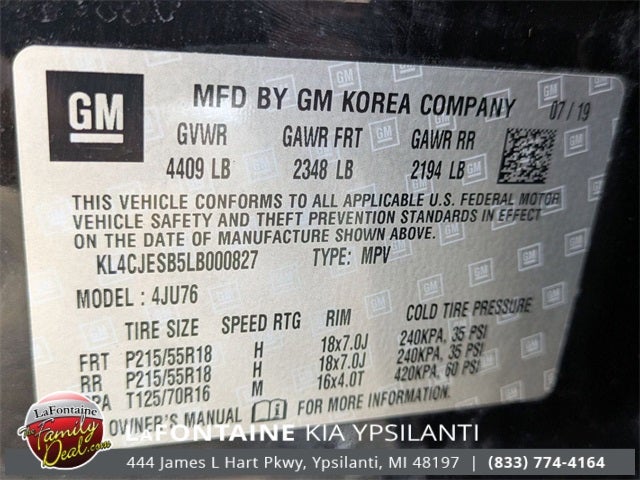 GM
MFD BY GM KOREA COMPANY 07/19
GVWR GAWR FRT GAWR RR
4409 LB 2348 LB 2194 LB
THIS VEHICLE CONFORMS TO ALL APPLICABLE U.S. FEDERAL MOTOR
VEHICLE SAFETY AND THEFT PREVENTION STANDARDS IN EFFECT
ON THE DATE OF MANUFACTURE SHOWN ABOVE.
KL4CJESB5LB000827 TYPE: MPV
MODEL : 4JU76
TIRE SIZE SPEED RTG RIM COLD TIRE PRESSURE
FRT P215/55R18 H 18x7.0J 240KPA, 35 PSI
RR P215/55R18 H 18x7.0J 240KPA, 35 PSI
PA T125/70R16 M 16x4.0T 420KPA, 60 PSI
OWNER'S MANUAL FOR MORE INFORMATION.
LaFontaine
The Family
Deal.com
LAFONTAINE KIA YPSILANTI
444 James L Hart Pkwy, Ypsilanti, MI 48197 | (833) 774-4164